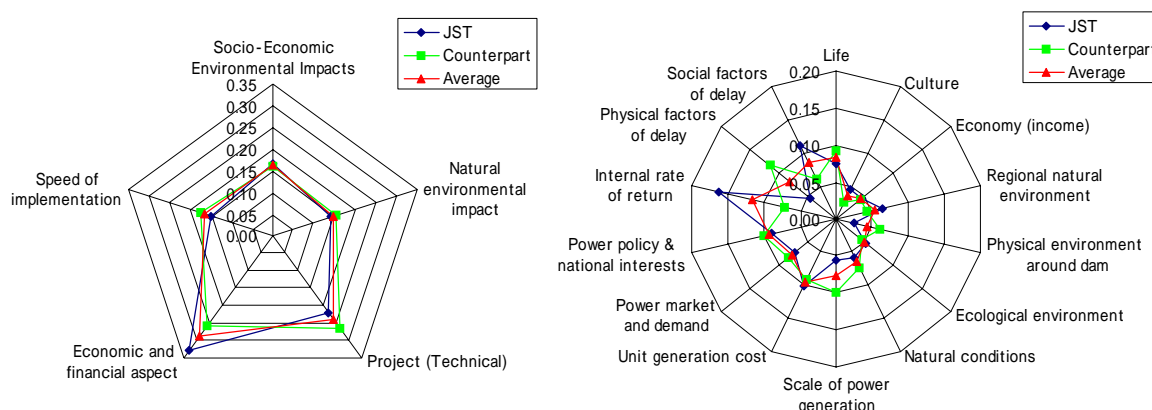 JST
Counterpart
Average
Socio-Economic
Environmental Impacts
0.35
0.30
0.25
0.20
0.15
0.10
0.05
0.00
Natural
environmental
impact
Project (Technical)
Economic and
financial aspect
Speed of
implementation
JST
Counterpart
Average
Life
0.20
0.15
0.10
0.05
0.00
Culture
Economy (income)
Regional natural
environment
Physical environment
around dam
Ecological environment
Natural conditions
Scale of power
generation
Unit generation cost
Power market
and demand
Power policy &
national interests
Internal rate
of return
Physical factors
of delay
Social factors
of delay